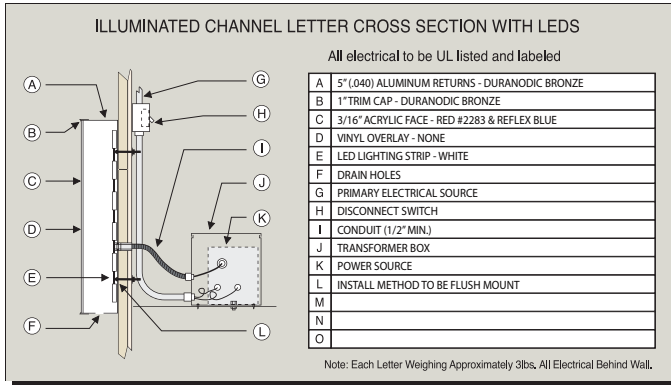 ILLUMINATED CHANNEL LETTER CROSS SECTION WITH LEDS
All electrical to be UL listed and labeled
A
B
C
D
E
F
G
H
I
J
K
L
A 5" (.040) ALUMINUM RETURNS - DURANODIC BRONZE
B 1" TRIM CAP - DURANODIC BRONZE
C 3/16" ACRYLIC FACE - RED #2283 & REFLEX BLUE
D VINYL OVERLAY - NONE
E LED LIGHTING STRIP - WHITE
F DRAIN HOLES
G PRIMARY ELECTRICAL SOURCE
H DISCONNECT SWITCH
I CONDUIT (1/2" MIN.)
J TRANSFORMER BOX
K POWER SOURCE
L INSTALL METHOD TO BE FLUSH MOUNT
M
N
O
Note: Each Letter Weighing Approximately 3lbs. All Electrical Behind Wall.